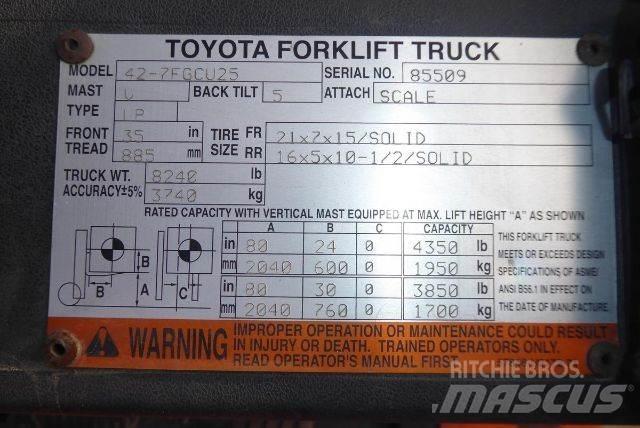 TOYOTA FORKLIFT TRUCK
MODEL 42-7FGCU25 SERIAL NO. 85509
MAST V BACK TILT 5 ATTACH SCALE
TYPE LP
FRONT 35 in TIRE FR 21x7x15/SOLID
TREAD 885 mm SIZE RR 16x5x10-1/2/SOLID
TRUCK WT. 8240 lb
ACCURACY±5% 3740 kg
RATED CAPACITY WITH VERTICAL MAST EQUIPPED AT MAX. LIFT HEIGHT "A" AS SHOWN
A B C CAPACITY
in 80 24 0 4350 lb
mm 2040 600 0 1950 kg
in 80 30 0 3850 lb
mm 2040 760 0 1700 kg
B
B
A
C
THIS FORKLIFT TRUCK
MEETS OR EXCEEDS DESIGN
SPECIFICATIONS OF ASME/
ANSI B56.1 IN EFFECT ON
THE DATE OF MANUFACTURE.
WARNING
IMPROPER OPERATION OR MAINTENANCE COULD RESULT
IN INJURY OR DEATH. TRAINED OPERATORS ONLY.
READ OPERATOR'S MANUAL FIRST.
RITCHIE BROS.
MASCUS